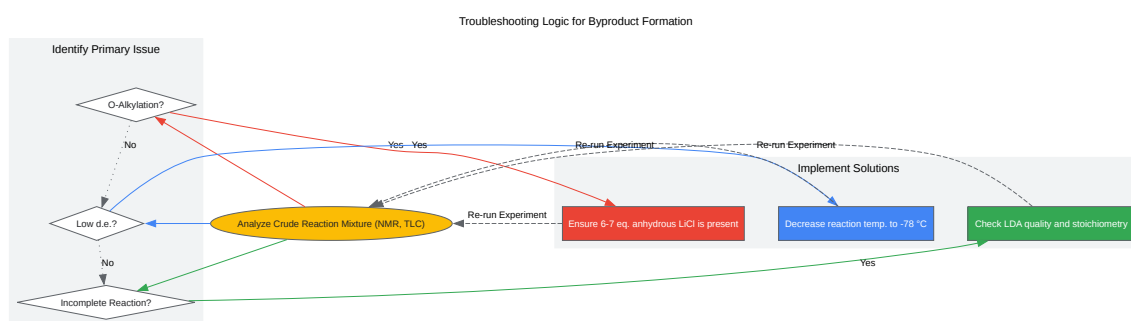 Troubleshooting Logic for Byproduct Formation
Identify Primary Issue
O-Alkylation?
No
Yes
Yes
Re-run Experiment
Re-run Experiment
Implement Solutions
Low d.e.?
Analyze Crude Reaction Mixture (NMR, TLC)
Re-run Experiment
Ensure 6-7 eq. anhydrous LiCl is present
Decrease reaction temp. to -78 °C
Check LDA quality and stoichiometry
No
Yes
Incomplete Reaction?